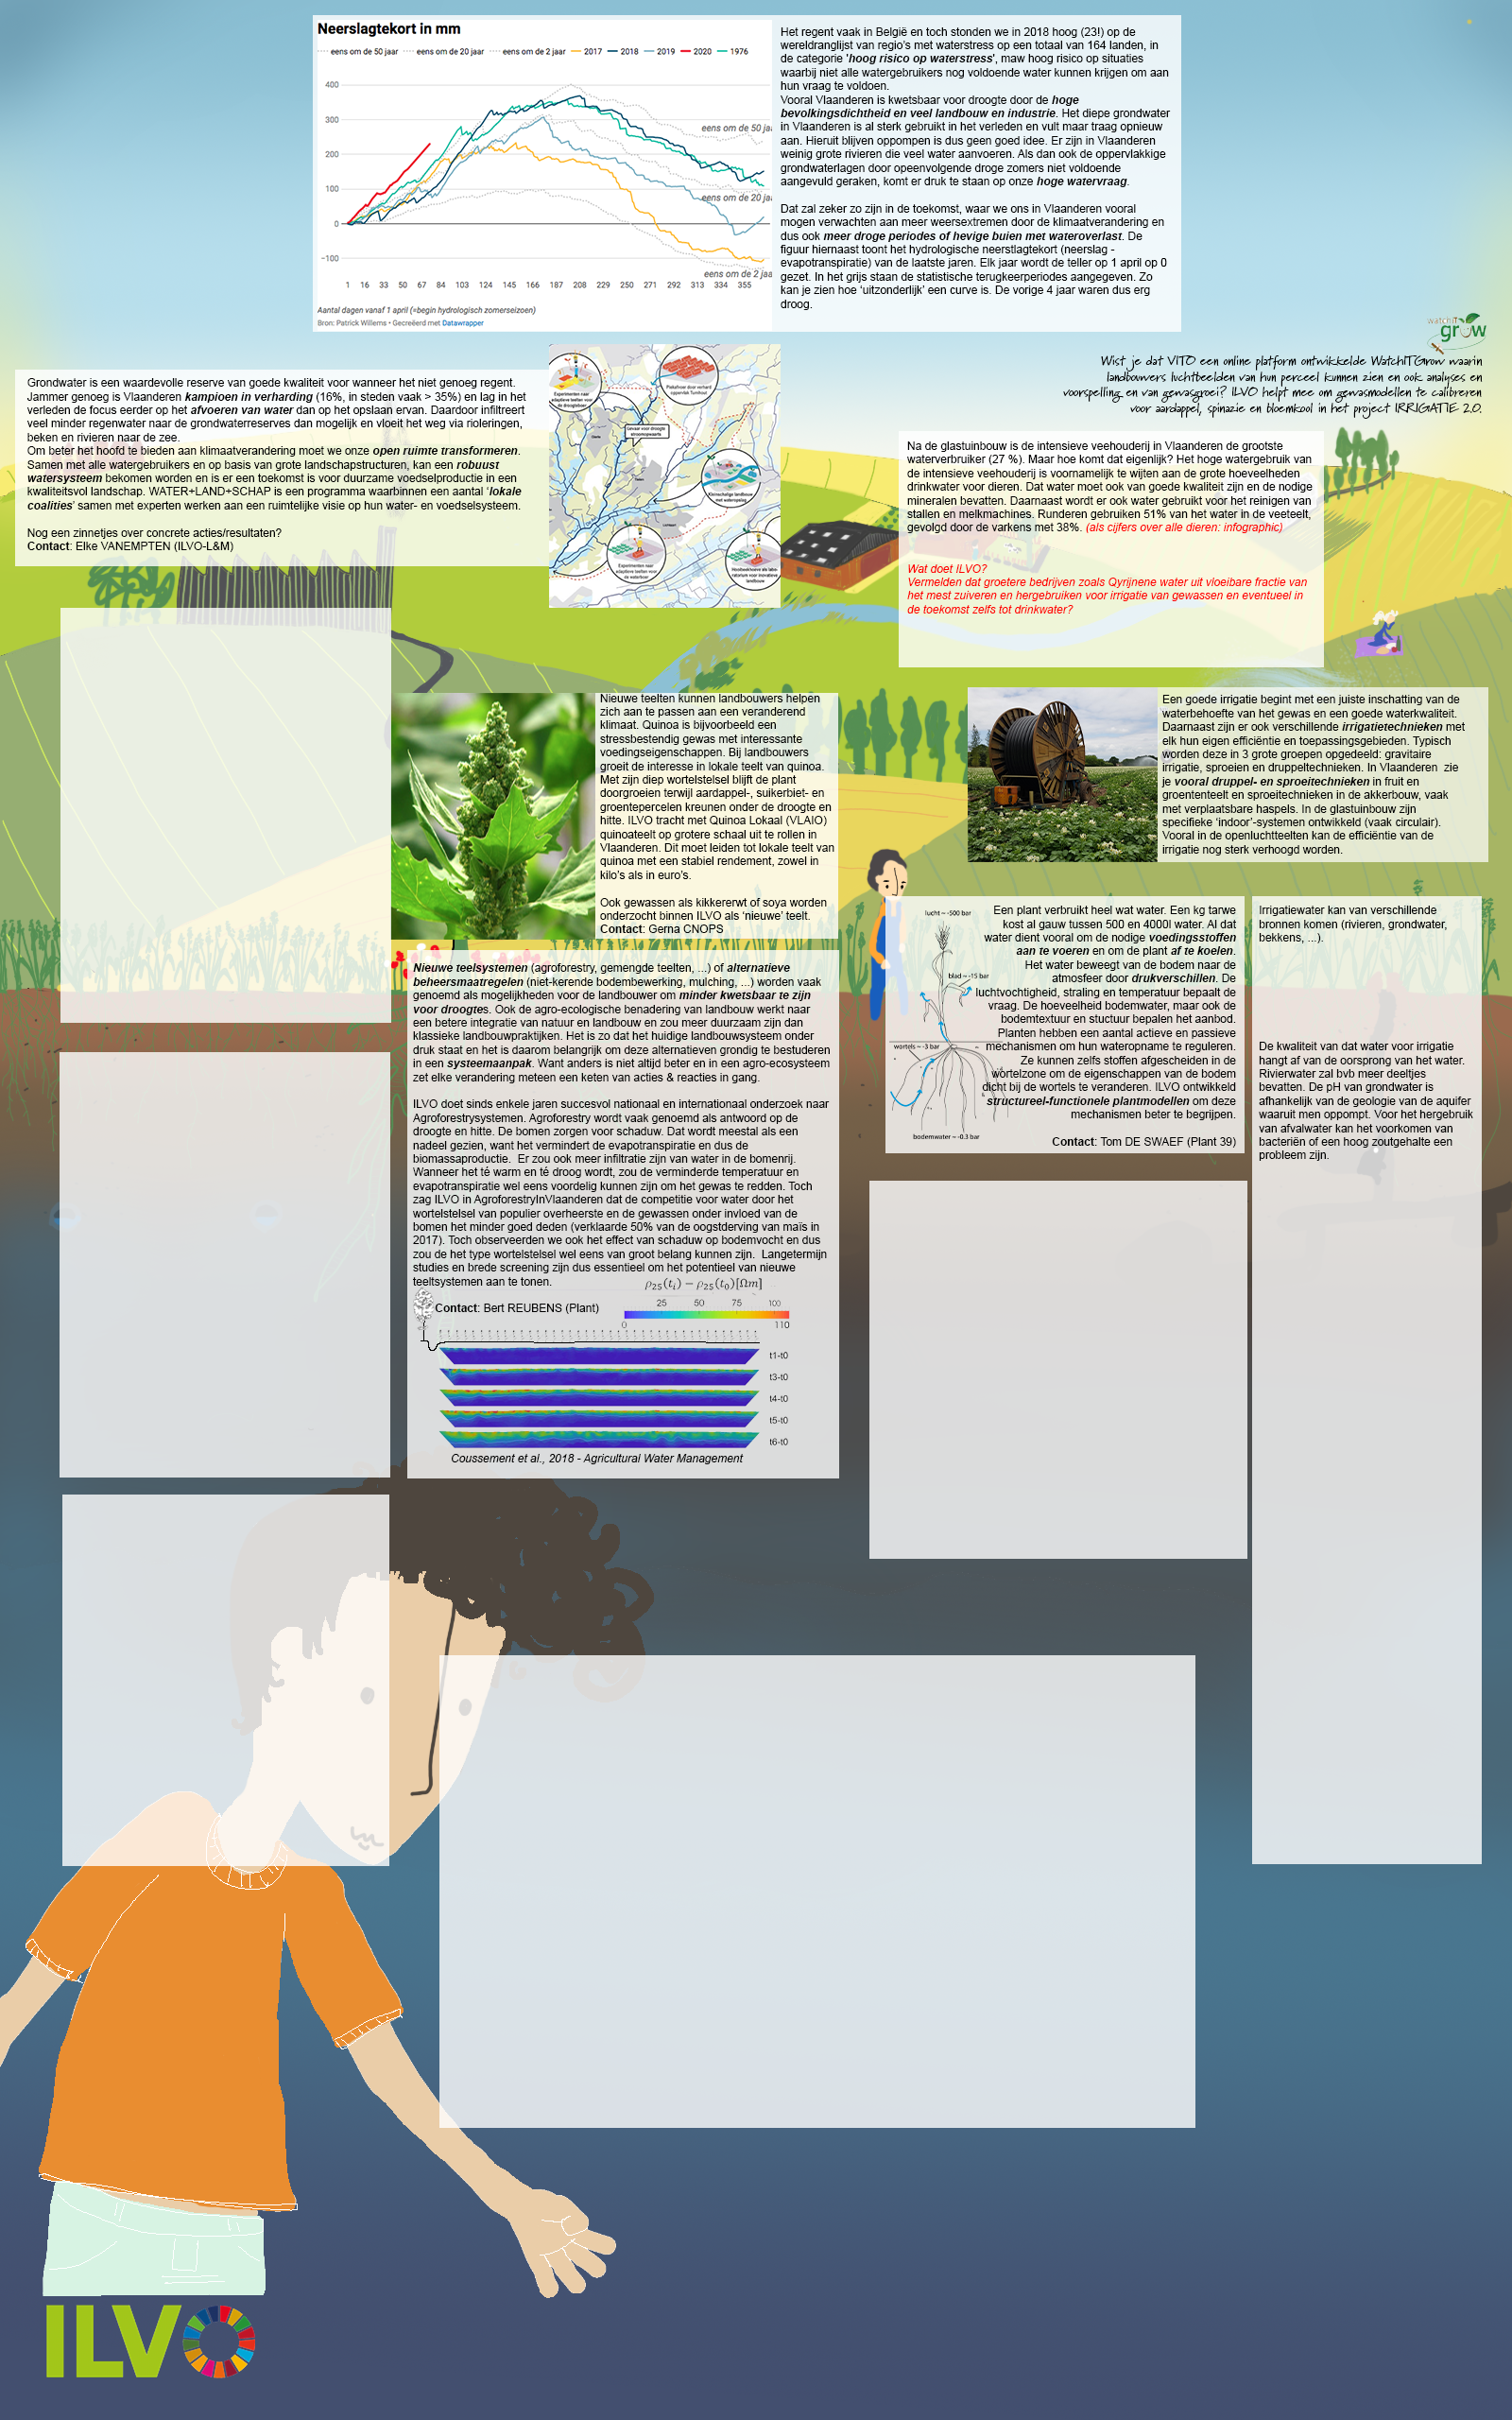 Neerslagtekort in mm
eens om de 50 jaar eens om de 20 jaar eens om de 2 jaar 2017 2018 2019 2020 1976
400
300
200
100
0
-100
eens om de 50 jaa
eens om de 20 jaa
eens om de 2 jaa
1 16 33 50 67 84 103 124 145 166 187 208 229 250 271 292 313 334 355
Aantal dagen vanaf 1 april (=begin hydrologisch zomerseizoen)
Bron: Patrick Willems • Gecreëerd met Datawrapper
Het regent vaak in België en toch stonden we in 2018 hoog (23!) op de
wereldranglijst van regio's met waterstress op een totaal van 164 landen, in
de categorie 'hoog risico op waterstress', maw hoog risico op situaties
waarbij niet alle watergebruikers nog voldoende water kunnen krijgen om aan
hun vraag te voldoen.
Vooral Vlaanderen is kwetsbaar voor droogte door de hoge
bevolkingsdichtheid en veel landbouw en industrie. Het diepe grondwater
in Vlaanderen is al sterk gebruikt in het verleden en vult maar traag opnieuw
aan. Hieruit blijven oppompen is dus geen goed idee. Er zijn in Vlaanderen
weinig grote rivieren die veel water aanvoeren. Als dan ook de oppervlakkige
grondwaterlagen door opeenvolgende droge zomers niet voldoende
aangevuld geraken, komt er druk te staan op onze hoge watervraag.
Dat zal zeker zo zijn in de toekomst, waar we ons in Vlaanderen vooral
mogen verwachten aan meer weersextremen door de klimaatverandering en
dus ook meer droge periodes of hevige buien met wateroverlast. De
figuur hiernaast toont het hydrologische neerstlagtekort (neerslag -
evapotranspiratie) van de laatste jaren. Elk jaar wordt de teller op 1 april op 0
gezet. In het grijs staan de statistische terugkeerperiodes aangegeven. Zo
kan je zien hoe 'uitzonderlijk' een curve is. De vorige 4 jaar waren dus erg
droog.
watchIT
grow
Wist je dat VITO een online platform ontwikkelde WatchITGrow waarin
landbouwers luchtbeelden van hun perceel kunnen zien en ook analyses en
voorspelling en van gewasgroei? ILVO helpt mee om gewasmodellen te calibreren
voor aardappel, spinazie en bloemkool in het project IRRIGATIE 2.0.
Grondwater is een waardevolle reserve van goede kwaliteit voor wanneer het niet genoeg regent.
Jammer genoeg is Vlaanderen kampioen in verharding (16%, in steden vaak > 35%) en lag in het
verleden de focus eerder op het afvoeren van water dan op het opslaan ervan. Daardoor infiltreert
veel minder regenwater naar de grondwaterreserves dan mogelijk en vloeit het weg via rioleringen,
beken en rivieren naar de zee.
Om beter het hoofd te bieden aan klimaatverandering moet we onze open ruimte transformeren.
Samen met alle watergebruikers en op basis van grote landschapstructuren, kan een robuust
watersysteem bekomen worden en is er een toekomst is voor duurzame voedselproductie in een
kwaliteitsvol landschap. WATER+LAND+SCHAP is een programma waarbinnen een aantal 'lokale
coalities' samen met experten werken aan een ruimtelijke visie op hun water- en voedselsysteem.
Nog een zinnetjes over concrete acties/resultaten?
Contact: Elke VANEMPTEN (ILVO-L&M)
Experimenten naar
adaptieve teelten voor
de droogteboer
Piekafvoer door verhard
oppervlak Turnhout
Gevaar voor droogte
stroomopwaarts
Kleinschalige landbouw
met wateropslag
Experimenten naar
adaptieve teelten voor
de waterboer
Na de glastuinbouw is de intensieve veehouderij in Vlaanderen de grootste
waterverbruiker (27 %). Maar hoe komt dat eigenlijk? Het hoge watergebruik van
de intensieve veehouderij is voornamelijk te wijten aan de grote hoeveelheden
drinkwater voor dieren. Dat water moet ook van goede kwaliteit zijn en de nodige
mineralen bevatten. Daarnaast wordt er ook water gebruikt voor het reinigen van
stallen en melkmachines. Runderen gebruiken 51% van het water in de veeteelt,
gevolgd door de varkens met 38%. (als cijfers over alle dieren: infographic)
Wat doet ILVO?
Vermelden dat groetere bedrijven zoals Qyrijnene water uit vloeibare fractie van
het mest zuiveren en hergebruiken voor irrigatie van gewassen en eventueel in
de toekomst zelfs tot drinkwater?
Nieuwe teelten kunnen landbouwers helpen
zich aan te passen aan een veranderend
klimaat. Quinoa is bijvoorbeeld een
stressbestendig gewas met interessante
voedingseigenschappen. Bij landbouwers
groeit de interesse in lokale teelt van quinoa.
Met zijn diep wortelstelsel blijft de plant
doorgroeien terwijl aardappel-, suikerbiet- en
groentepercelen kreunen onder de droogte en
hitte. ILVO tracht met Quinoa Lokaal (VLAIO)
quinoateelt op grotere schaal uit te rollen in
Vlaanderen. Dit moet leiden tot lokale teelt van
quinoa met een stabiel rendement, zowel in
kilo's als in euro's.
Ook gewassen als kikkererwt of soya worden
onderzocht binnen ILVO als 'nieuwe' teelt.
Contact: Gerna CNOPS
Een goede irrigatie begint met een juiste inschatting van de
waterbehoefte van het gewas en een goede waterkwaliteit.
Daarnaast zijn er ook verschillende irrigatietechnieken met
elk hun eigen efficiëntie en toepassingsgebieden. Typisch
worden deze in 3 grote groepen opgedeeld: gravitaire
irrigatie, sproeien en druppeltechnieken. In Vlaanderen zie
je vooral druppel- en sproeitechnieken in fruit en
groententeelt en sproeitechnieken in de akkerbouw, vaak
met verplaatsbare haspels. In de glastuinbouw zijn
specifieke 'indoor'-systemen ontwikkeld (vaak circulair).
Vooral in de openluchtteelten kan de efficiëntie van de
irrigatie nog sterk verhoogd worden.
Nieuwe teelsystemen (agroforestry, gemengde teelten, ...) of alternatieve
beheersmaatregelen (niet-kerende bodembewerking, mulching, ...) worden vaak
genoemd als mogelijkheden voor de landbouwer om minder kwetsbaar te zijn
voor droogtes. Ook de agro-ecologische benadering van landbouw werkt naar
een betere integratie van natuur en landbouw en zou meer duurzaam zijn dan
klassieke landbouwpraktijken. Het is zo dat het huidige landbouwsysteem onder
druk staat en het is daarom belangrijk om deze alternatieven grondig te bestuderen
in een systeemaanpak. Want anders is niet altijd beter en in een agro-ecosysteem
zet elke verandering meteen een keten van acties & reacties in gang.
ILVO doet sinds enkele jaren succesvol nationaal en internationaal onderzoek naar
Agroforestrysystemen. Agroforestry wordt vaak genoemd als antwoord op de
droogte en hitte. De bomen zorgen voor schaduw. Dat wordt meestal als een
nadeel gezien, want het vermindert de evapotranspiratie en dus de
biomassaproductie. Er zou ook meer infiltratie zijn van water in de bomenrij.
Wanneer het té warm en té droog wordt, zou de verminderde temperatuur en
evapotranspiratie wel eens voordelig kunnen zijn om het gewas te redden. Toch
zag ILVO in AgroforestryInVlaanderen dat de competitie voor water door het
wortelstelsel van populier overheerste en de gewassen onder invloed van de
bomen het minder goed deden (verklaarde 50% van de oogstderving van maïs in
2017). Toch observeerden we ook het effect van schaduw op bodemvocht en dus
zou de het type wortelstelsel wel eens van groot belang kunnen zijn. Langetermijn
studies en brede screening zijn dus essentieel om het potentieel van nieuwe
teeltsystemen aan te tonen.
ρ25(ti) − ρ25(t0)[Ωm]
Contact: Bert REUBENS (Plant)
25 50 75 100
0 110
t1-t0
t3-t0
t4-t0
t5-t0
t6-t0
Coussement et al., 2018 - Agricultural Water Management
lucht ~ -500 bar
blad ~ -15 bar
wortels ~ -3 bar
bodemwater ~ -0.3 bar
Een plant verbruikt heel wat water. Een kg tarwe
kost al gauw tussen 500 en 4000l water. Al dat
water dient vooral om de nodige voedingsstoffen
aan te voeren en om de plant af te koelen.
Het water beweegt van de bodem naar de
atmosfeer door drukverschillen. De
luchtvochtigheid, straling en temperatuur bepaalt de
vraag. De hoeveelheid bodemwater, maar ook de
bodemtextuur en stuctuur bepalen het aanbod.
Planten hebben een aantal actieve en passieve
mechanismen om hun wateropname te reguleren.
Ze kunnen zelfs stoffen afgescheiden in de
wortelzone om de eigenschappen van de bodem
dicht bij de wortels te veranderen. ILVO ontwikkeld
structureel-functionele plantmodellen om deze
mechanismen beter te begrijpen.
Contact: Tom DE SWAEF (Plant 39)
Irrigatiewater kan van verschillende
bronnen komen (rivieren, grondwater,
bekkens, ...).
De kwaliteit van dat water voor irrigatie
hangt af van de oorsprong van het water.
Rivierwater zal bvb meer deeltjes
bevatten. De pH van grondwater is
afhankelijk van de geologie van de aquifer
waaruit men oppompt. Voor het hergebruik
van afvalwater kan het voorkomen van
bacteriën of een hoog zoutgehalte een
probleem zijn.
ILVO